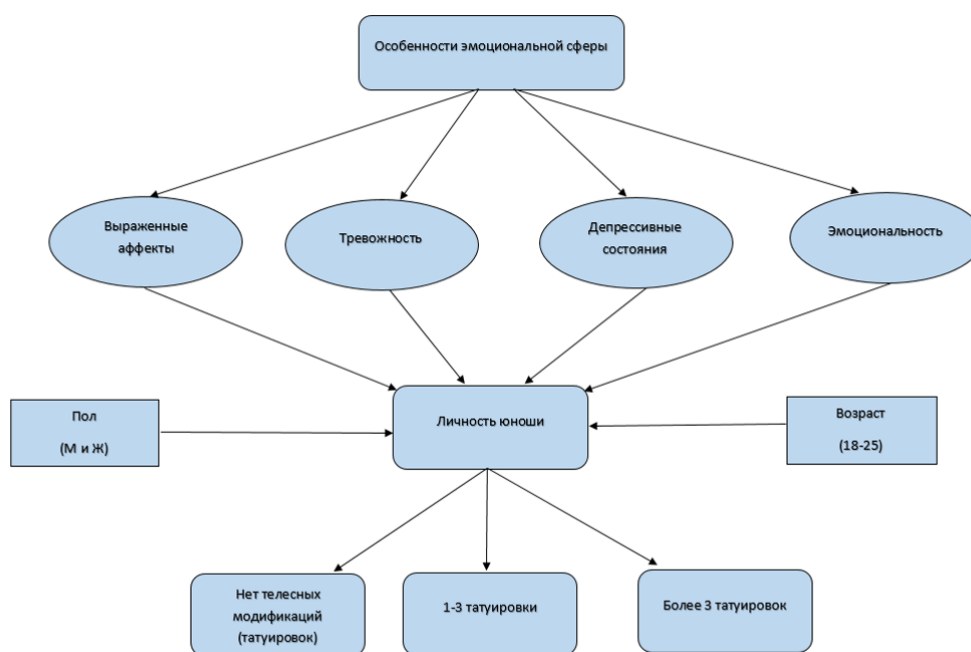 Особенности эмоциональной сферы
Выраженные
аффекты
Тревожность
Депрессивные
состояния
Эмоциональность
Пол
(М и Ж)
Личность юноши
Возраст
(18-25)
Нет телесных
модификаций
(татуировок)
1-3 татуировки
Более 3 татуировок